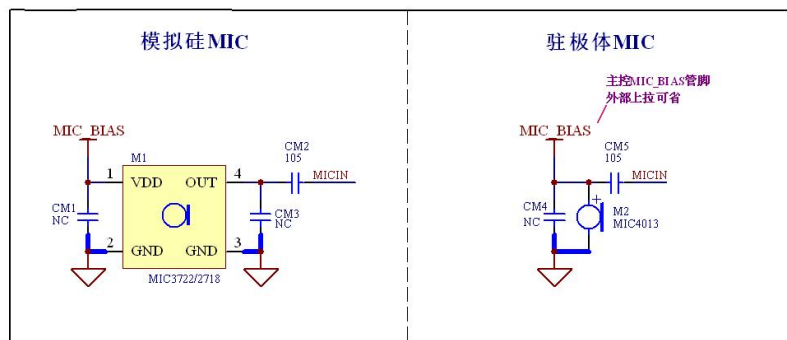 模拟硅MIC
MIC_BIAS
M1
1
VDD
OUT
4
CM2
105
MICIN
CM1
NC
CM3
NC
2
GND
GND
3
MIC3722/2718
驻极体MIC
主控MIC_BIAS管脚
外部上拉可省
MIC_BIAS
CM5
105
MICIN
CM4
NC
+
M2
MIC4013